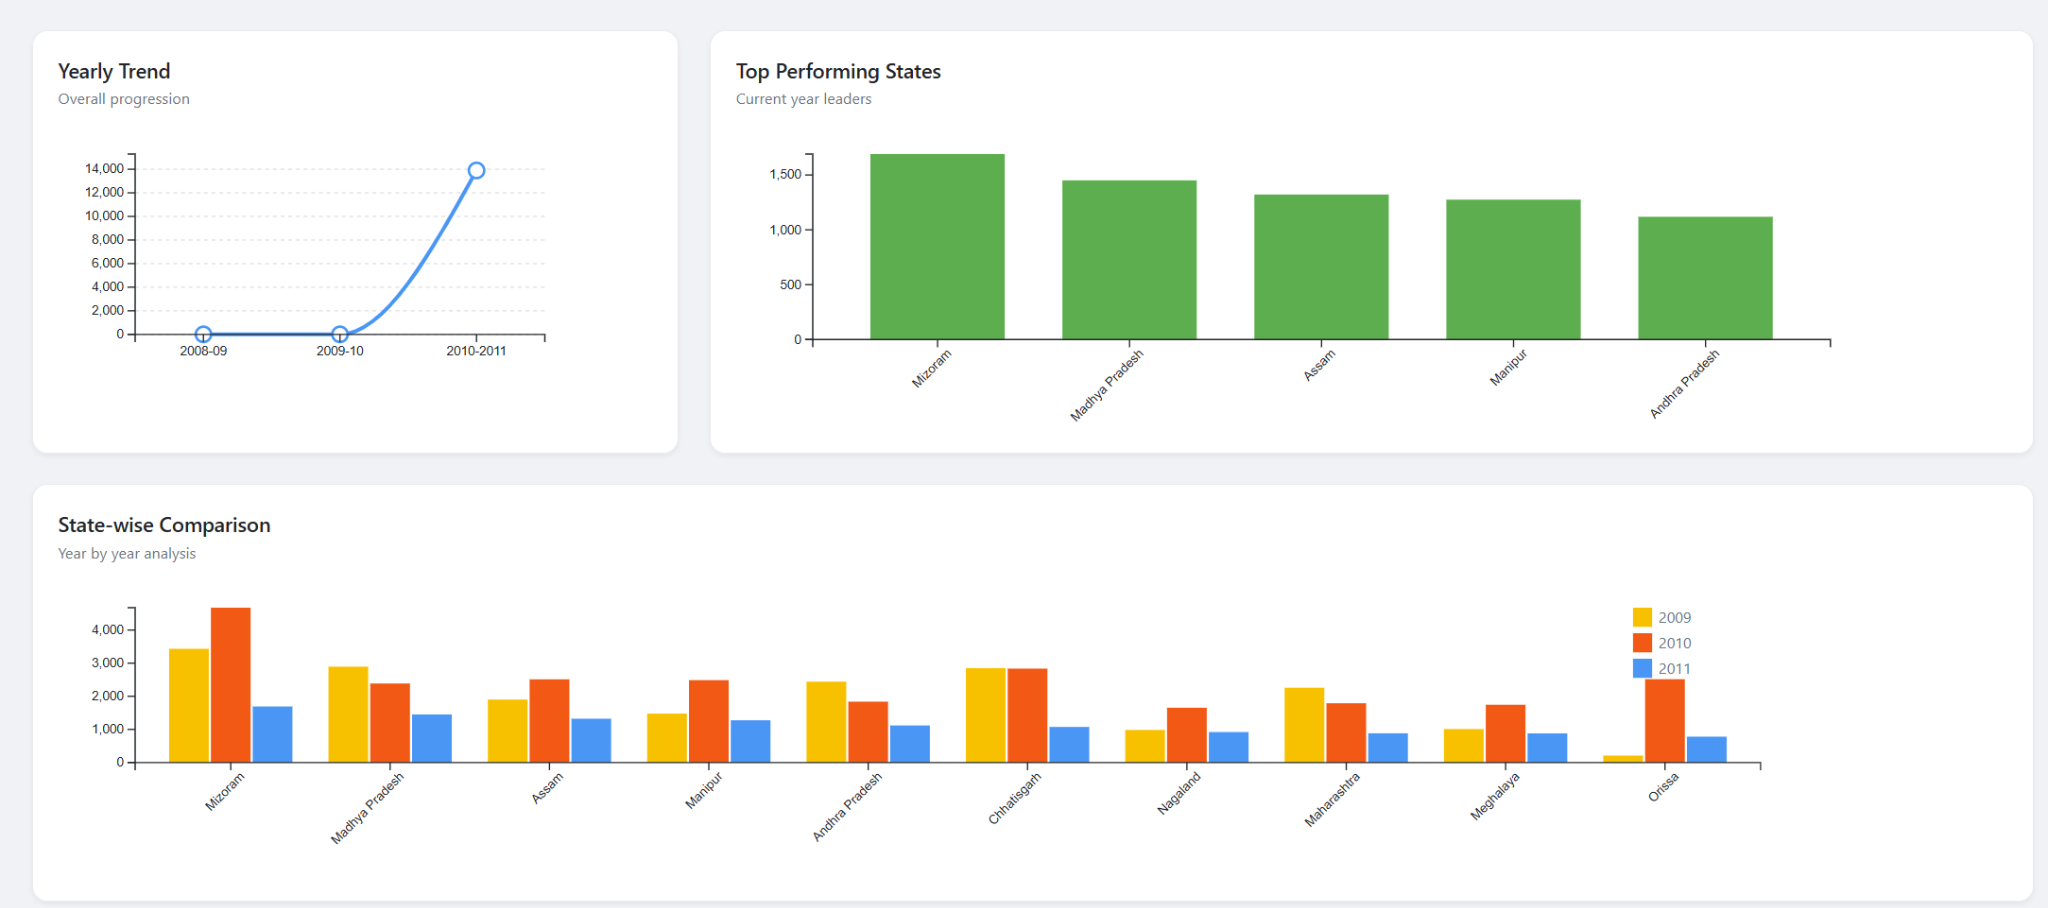 Yearly Trend
Overall progression
14,000
12,000
10,000
8,000
6,000
4,000
2,000
0
2008-09
2009-10
2010-2011
Top Performing States
Current year leaders
1,500
1,000
500
0
Mizoram
Madhya Pradesh
Assam
Manipur
Andhra Pradesh
State-wise Comparison
Year by year analysis
4,000
3,000
2,000
1,000
0
Mizoram
Madhya Pradesh
Assam
Manipur
Andhra Pradesh
Chhatisgarh
Nagaland
Maharashtra
Meghalaya
Orissa
2009
2010
2011